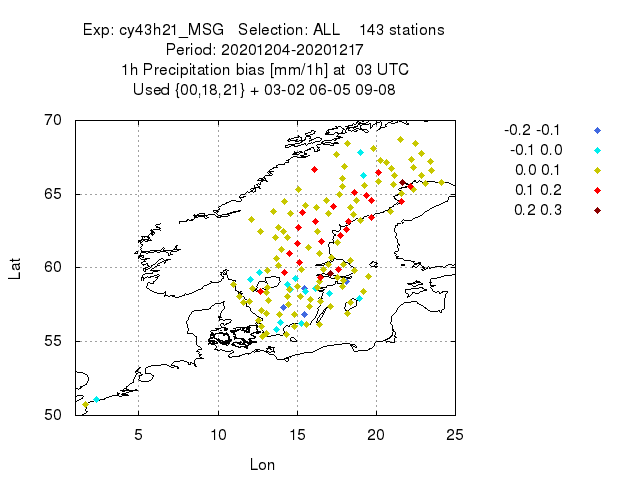 Exp: cy43h21_MSG   Selection: ALL    143 stations
Period: 20201204-20201217
1h Precipitation bias [mm/1h] at  03 UTC
Used {00,18,21} + 03-02 06-05 09-08
-0.2 -0.1
-0.1 0.0
0.0 0.1
0.1 0.2
0.2 0.3
70
65
60
55
50
Lat
5 10 15 20 25
Lon